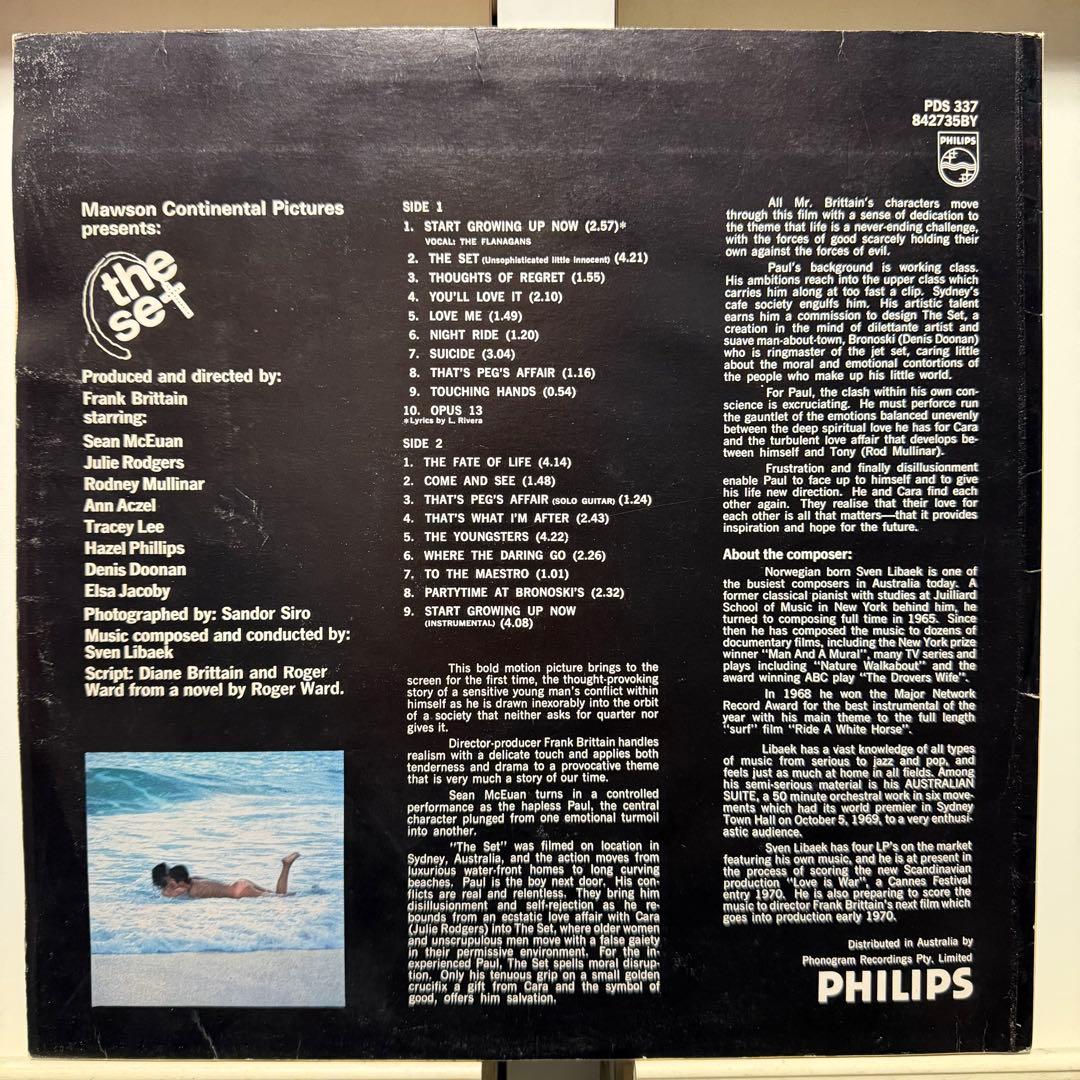 PDS 337
842735BY
PHILIPS
Mawson Continental Pictures
presents:
the
set
Produced and directed by:
Frank Brittain
starring:
Sean McEuan
Julie Rodgers
Rodney Mullinar
Ann Aczel
Tracey Lee
Hazel Phillips
Denis Doonan
Elsa Jacoby
Photographed by: Sandor Siro
Music composed and conducted by:
Sven Libaek
Script: Diane Brittain and Roger
Ward from a novel by Roger Ward.
SIDE 1
1. START GROWING UP NOW (2.57)*
VOCAL: THE FLANAGANS
2. THE SET (Unsophisticated little innocent) (4.21)
3. THOUGHTS OF REGRET (1.55)
4. YOU'LL LOVE IT (2.10)
5. LOVE ME (1.49)
6. NIGHT RIDE (1.20)
7. SUICIDE (3.04)
8. THAT'S PEG'S AFFAIR (1.16)
9. TOUCHING HANDS (0.54)
10. OPUS 13
*Lyrics by L. Rivera
SIDE 2
1. THE FATE OF LIFE (4.14)
2. COME AND SEE (1.48)
3. THAT'S PEG'S AFFAIR (SOLO GUITAR) (1.24)
4. THAT'S WHAT I'M AFTER (2.43)
5. THE YOUNGSTERS (4.22)
6. WHERE THE DARING GO (2.26)
7. TO THE MAESTRO (1.01)
8. PARTYTIME AT BRONOSKI'S (2.32)
9. START GROWING UP NOW
(INSTRUMENTAL) (4.08)
This bold motion picture brings to the
screen for the first time, the thought-provoking
story of a sensitive young man's conflict within
himself as he is drawn inexorably into the orbit
of a society that neither asks for quarter nor
gives it.
Director-producer Frank Brittain handles
realism with a delicate touch and applies both
tenderness and drama to a provocative theme
that is very much a story of our time.
Sean McEuan turns in a controlled
performance as the hapless Paul, the central
character plunged from one emotional turmoil
into another.
"The Set" was filmed on location in
Sydney, Australia, and the action moves from
luxurious water-front homes to long curving
beaches. Paul is the boy next door. His con-
flicts are real and relentless. They bring him
disillusionment and self-rejection as he re-
bounds from an ecstatic love affair with Cara
(Julie Rodgers) into The Set, where older women
and unscrupulous men move with a false gaiety
in their permissive environment. For the in-
experienced Paul, The Set spells moral disrup-
tion. Only his tenuous grip on a small golden
crucifix a gift from Cara and the symbol of
good, offers him salvation.
All Mr. Brittain's characters move
through this film with a sense of dedication to
the theme that life is a never-ending challenge,
with the forces of good scarcely holding their
own against the forces of evil.
Paul's background is working class.
His ambitions reach into the upper class which
carries him along at too fast a clip. Sydney's
cafe society engulfs him. His artistic talent
earns him a commission to design The Set, a
creation in the mind of dilettante artist and
suave man-about-town, Bronoski (Denis Doonan)
who is ringmaster of the jet set, caring little
about the moral and emotional contortions of
the people who make up his little world.
For Paul, the clash within his own con-
science is excruciating. He must perforce run
the gauntlet of the emotions balanced unevenly
between the deep spiritual love he has for Cara
and the turbulent love affair that develops be-
tween himself and Tony (Rod Mullinar).
Frustration and finally disillusionment
enable Paul to face up to himself and to give
his life new direction. He and Cara find each
other again. They realise that their love for
each other is all that matters—that it provides
inspiration and hope for the future.
About the composer:
Norwegian born Sven Libaek is one of
the busiest composers in Australia today. A
former classical pianist with studies at Juilliard
School of Music in New York behind him, he
turned to composing full time in 1965. Since
then he has composed the music to dozens of
documentary films, including the New York prize
winner "Man And A Mural", many TV series and
plays including "Nature Walkabout" and the
award winning ABC play "The Drovers Wife".
In 1968 he won the Major Network
Record Award for the best instrumental of the
year with his main theme to the full length
"surf" film "Ride A White Horse".
Libaek has a vast knowledge of all types
of music from serious to jazz and pop, and
feels just as much at home in all fields. Among
his semi-serious material is his AUSTRALIAN
SUITE, a 50 minute orchestral work in six move-
ments which had its world premier in Sydney
Town Hall on October 5, 1969, to a very enthusi-
astic audience.
Sven Libaek has four LP's on the market
featuring his own music, and he is at present in
the process of scoring the new Scandinavian
production "Love is War", a Cannes Festival
entry 1970. He is also preparing to score the
music to director Frank Brittain's next film which
goes into production early 1970.
Distributed in Australia by
Phonogram Recordings Pty. Limited
PHILIPS